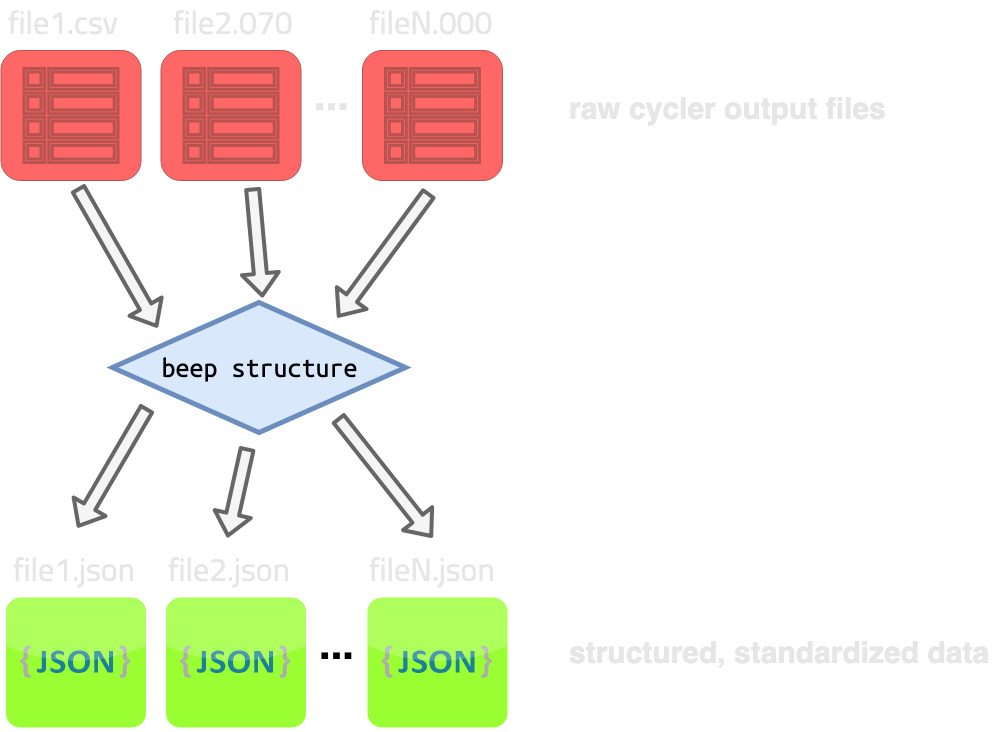 file1.csv file2.070 fileN.000
... raw cycler output files
beep structure
file1.json file2.json fileN.json
{JSON} {JSON} ... {JSON} structured, standardized data